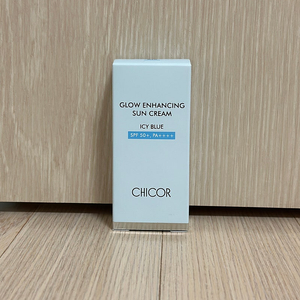 GLOW ENHANCING
SUN CREAM
ICY BLUE
SPF 50+, PA++++
CHICOR